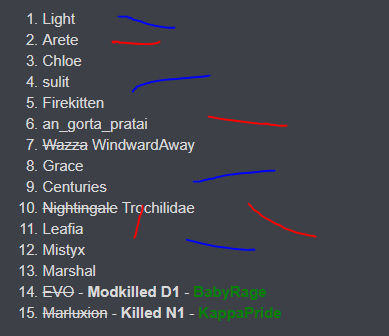 1. Light
2. Arete
3. Chloe
4. sulit
5. Firekitten
6. an_gorta_pratai
7. Wazza WindwardAway
8. Grace
9. Centuries
10. Nightingale Trochilidae
11. Leafia
12. Mistyx
13. Marshal
14. EVO - Modkilled D1 - BabyRage
15. Marluxion - Killed N1 - KappaPride